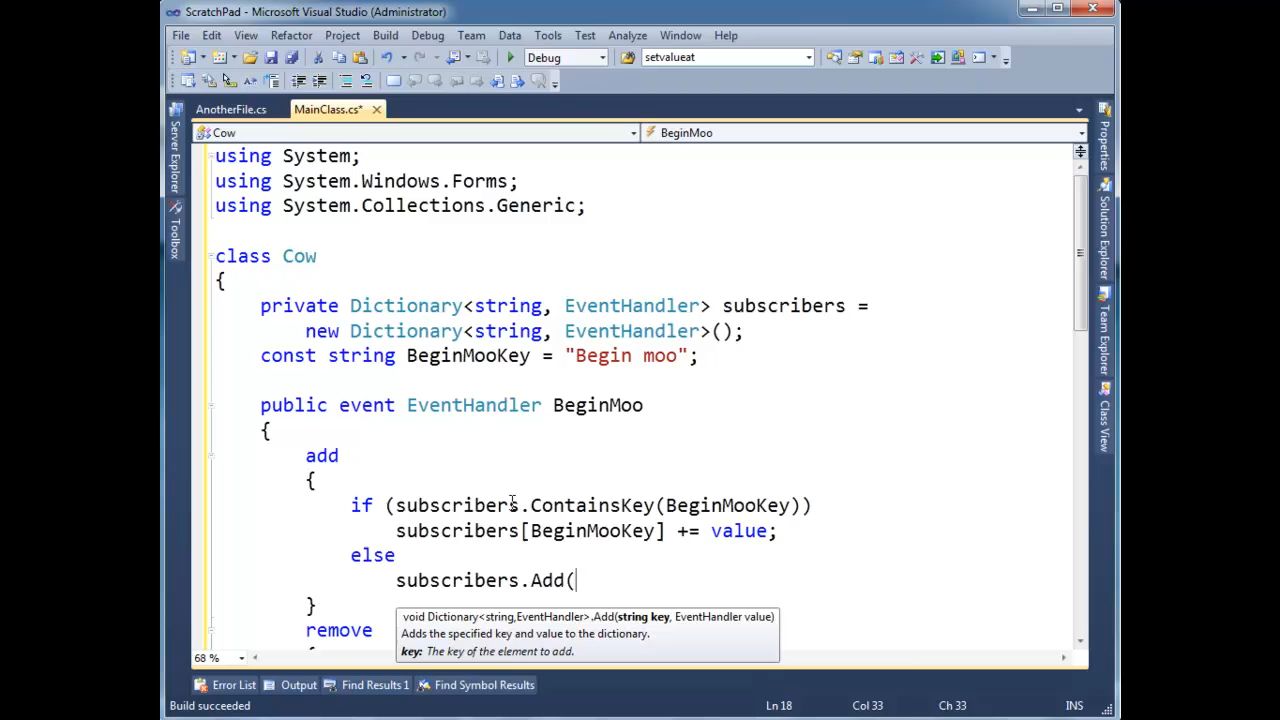 ScratchPad - Microsoft Visual Studio (Administrator)
File Edit View Refactor Project Build Debug Team Data Tools Test Analyze Window Help
Debug setvalueat
AnotherFile.cs MainClass.cs*
Cow BeginMoo
using System;
using System.Windows.Forms;
using System.Collections.Generic;
class Cow
{
private Dictionary<string, EventHandler> subscribers =
new Dictionary<string, EventHandler>();
const string BeginMooKey = "Begin moo";
public event EventHandler BeginMoo
{
add
{
if (subscribers.ContainsKey(BeginMooKey))
subscribers[BeginMooKey] += value;
else
subscribers.Add(
}
remove
void Dictionary<string,EventHandler>.Add(string key, EventHandler value)
Adds the specified key and value to the dictionary.
key: The key of the element to add.
68 %
Server Explorer
Toolbox
Properties
Solution Explorer
Team Explorer
Class View
Error List Output Find Results 1 Find Symbol Results
Build succeeded Ln 18 Col 33 Ch 33 INS